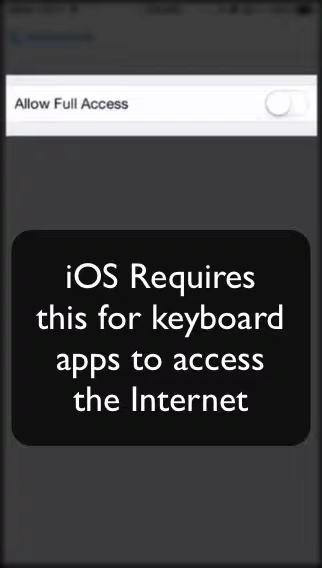 Allow Full Access
iOS Requires
this for keyboard
apps to access
the Internet